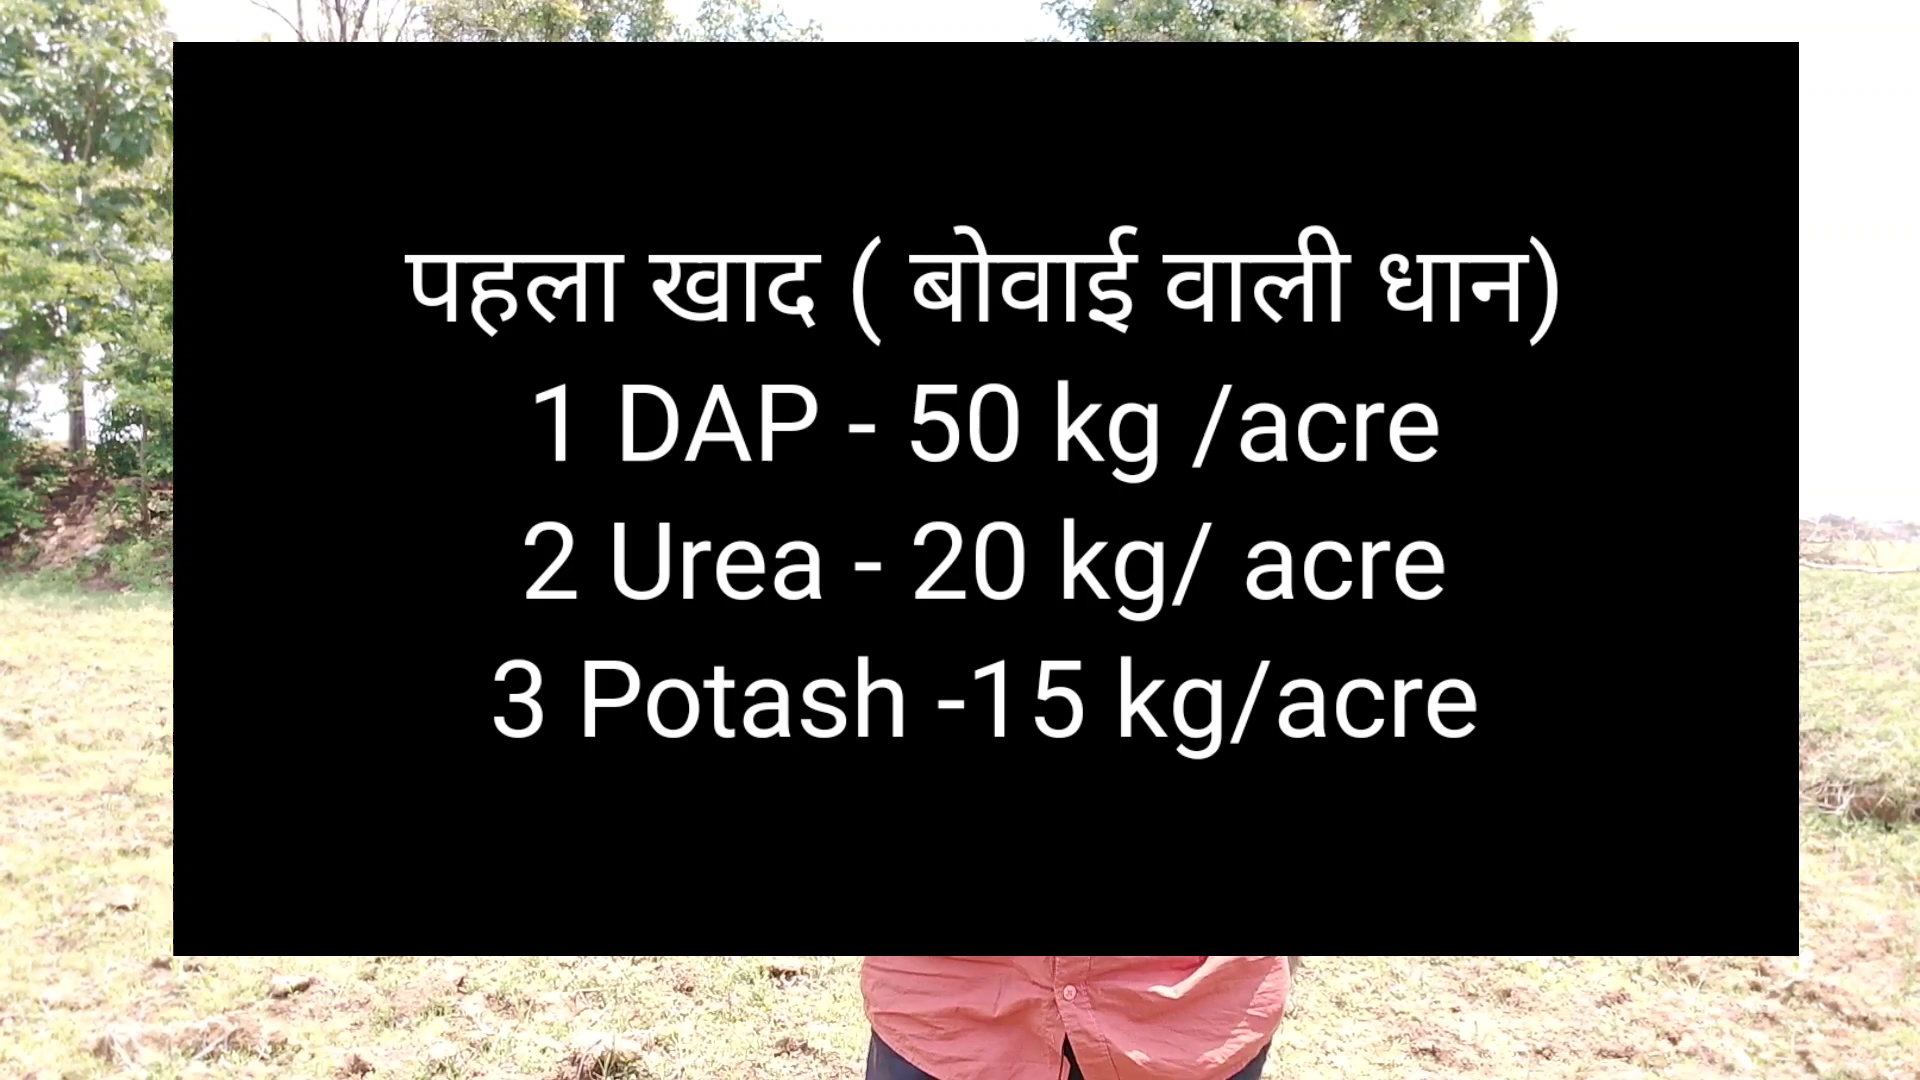 पहला खाद ( बोवाई वाली धान)
1 DAP - 50 kg /acre
2 Urea - 20 kg/ acre
3 Potash -15 kg/acre